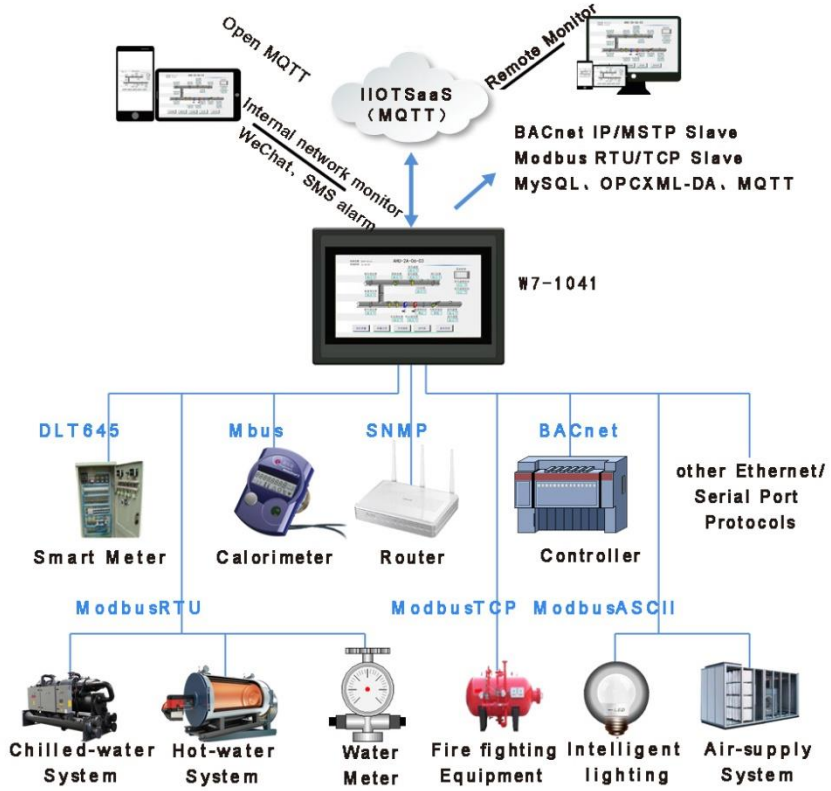 Open MQTT
IIOTSaaS
(MQTT)
Remote Monitor
Internal network monitor
WeChat、SMS alarm
BACnet IP/MSTP Slave
Modbus RTU/TCP Slave
MySQL、OPCXML-DA、MQTT
W7-1041
DLT645
Mbus
SNMP
BACnet
other Ethernet/
Serial Port
Protocols
Smart Meter
Calorimeter
Router
Controller
ModbusRTU
ModbusTCP
ModbusASCII
Chilled-water
System
Hot-water
System
Water
Meter
Fire fighting
Equipment
Intelligent
lighting
Air-supply
System